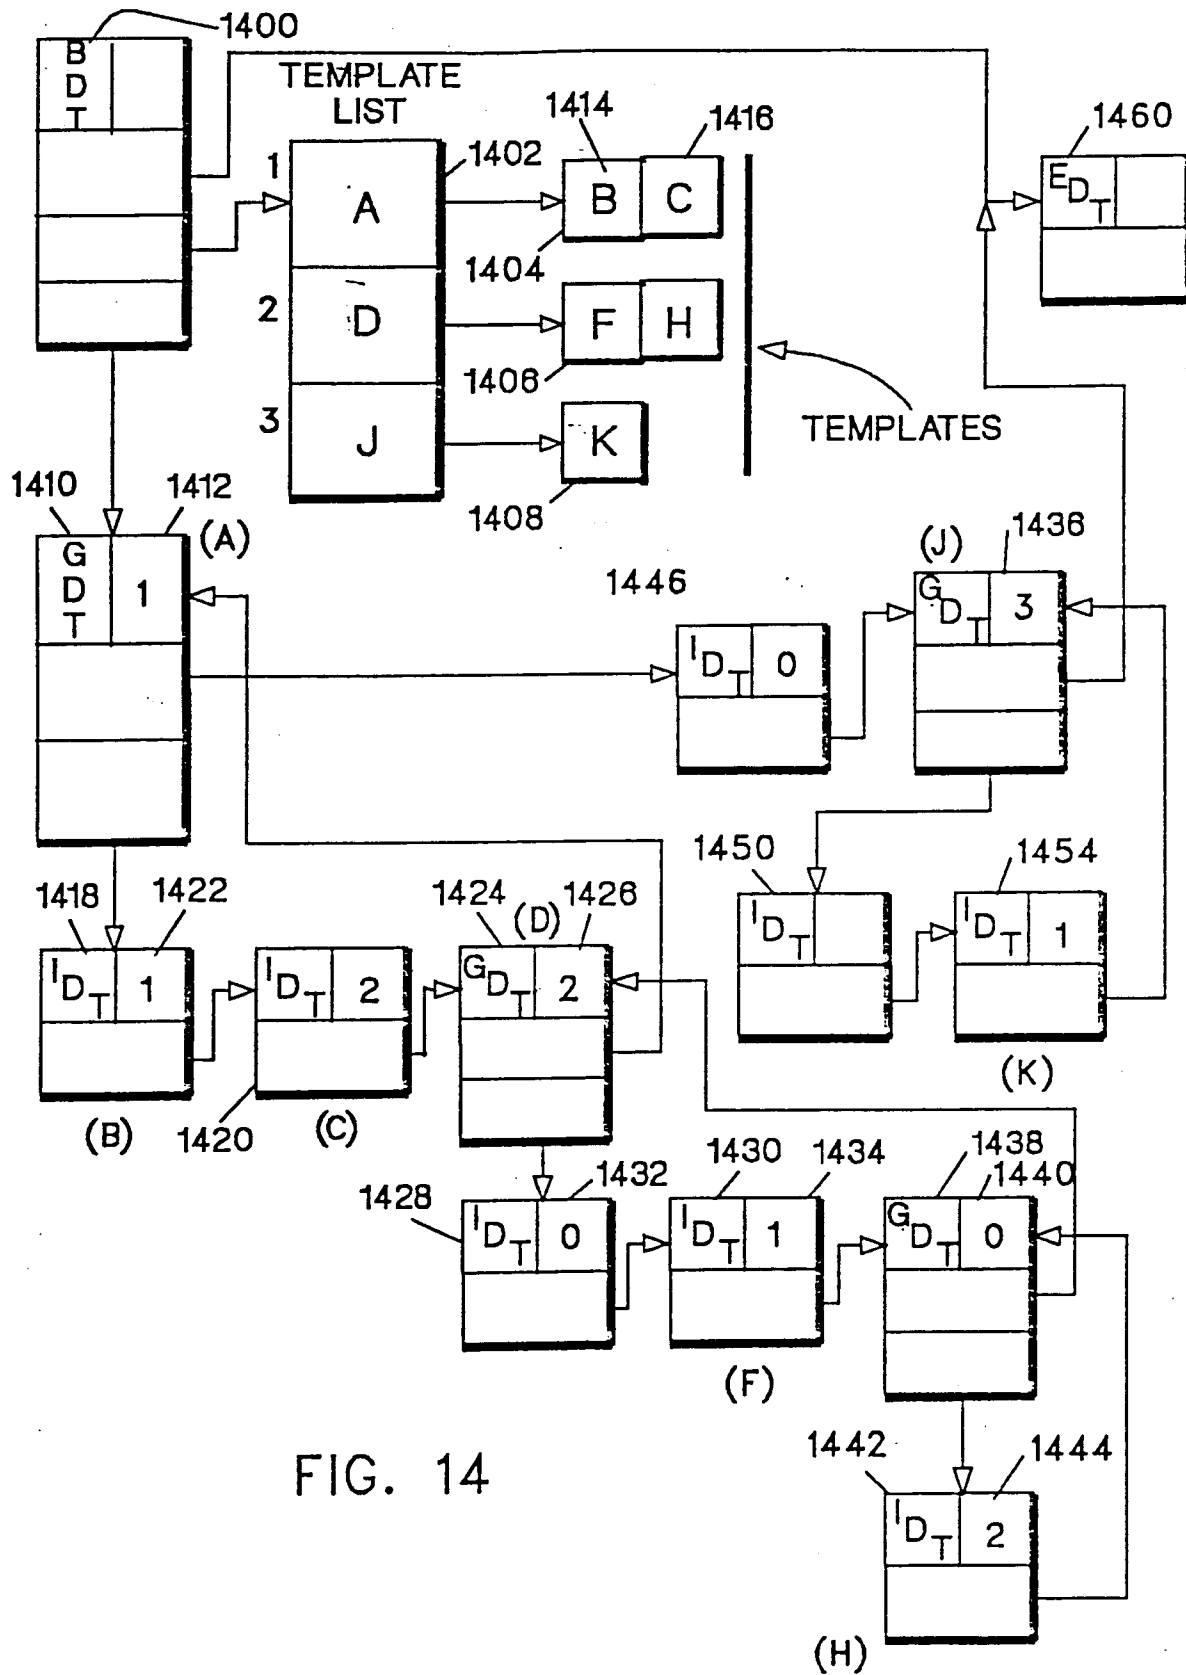 1400
B
D
T
TEMPLATE
LIST
1414
1416
1460
1
1402
A
B
C
E D T
1404
2
D
F
H
1406
3
J
K
TEMPLATES
1408
1410
1412
(A)
G
D
T
1
(J)
1436
1446
G D T
3
I D T
0
1450
1454
I D T
I D T
1
(K)
1418
1422
1424
(D)
1426
I D T
1
I D T
2
G D T
2
(B)
1420
(C)
1428
1432
1430
1434
1438
1440
I D T
0
I D T
1
G D T
0
(F)
FIG. 14
1442
1444
I D T
2
(H)